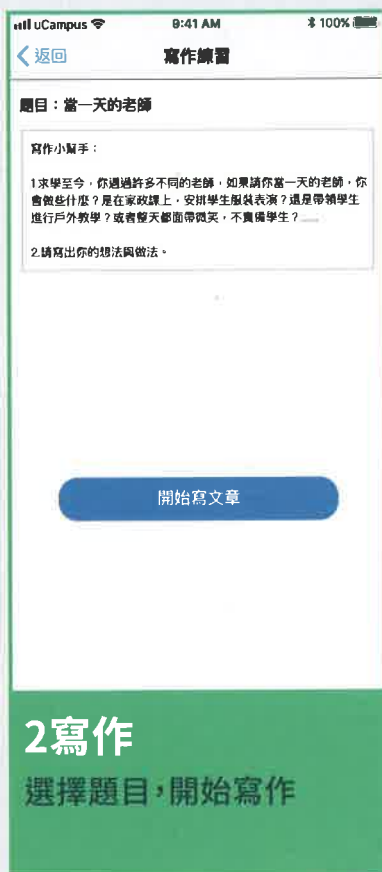 uCampus 9:41 AM 100%
返回 寫作練習
題目：當一天的老師
寫作小幫手：
1求學至今，你遇過許多不同的老師，如果請你當一天的老師，你
會做些什麼？是在家政課上，安排學生服裝表演？還是帶領學生
進行戶外教學？或者整天都面帶微笑，不責備學生？......
2.請寫出你的想法與做法。
開始寫文章
2寫作
選擇題目，開始寫作